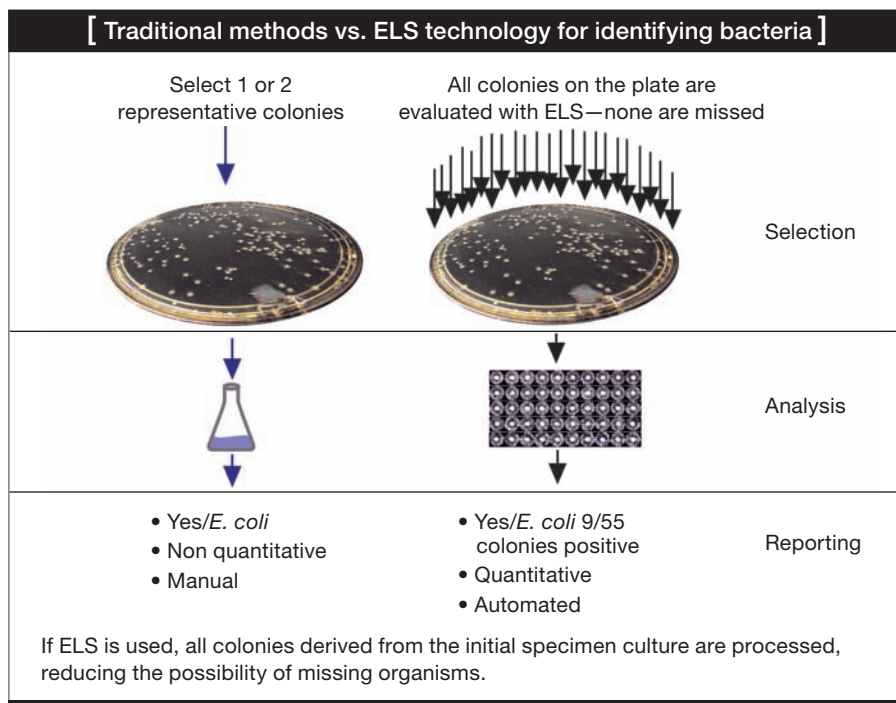 [ Traditional methods vs. ELS technology for identifying bacteria ]
Select 1 or 2
representative colonies
All colonies on the plate are
evaluated with ELS—none are missed
Selection
Analysis
• Yes/E. coli
• Non quantitative
• Manual
• Yes/E. coli 9/55
colonies positive
• Quantitative
• Automated
Reporting
If ELS is used, all colonies derived from the initial specimen culture are processed,
reducing the possibility of missing organisms.